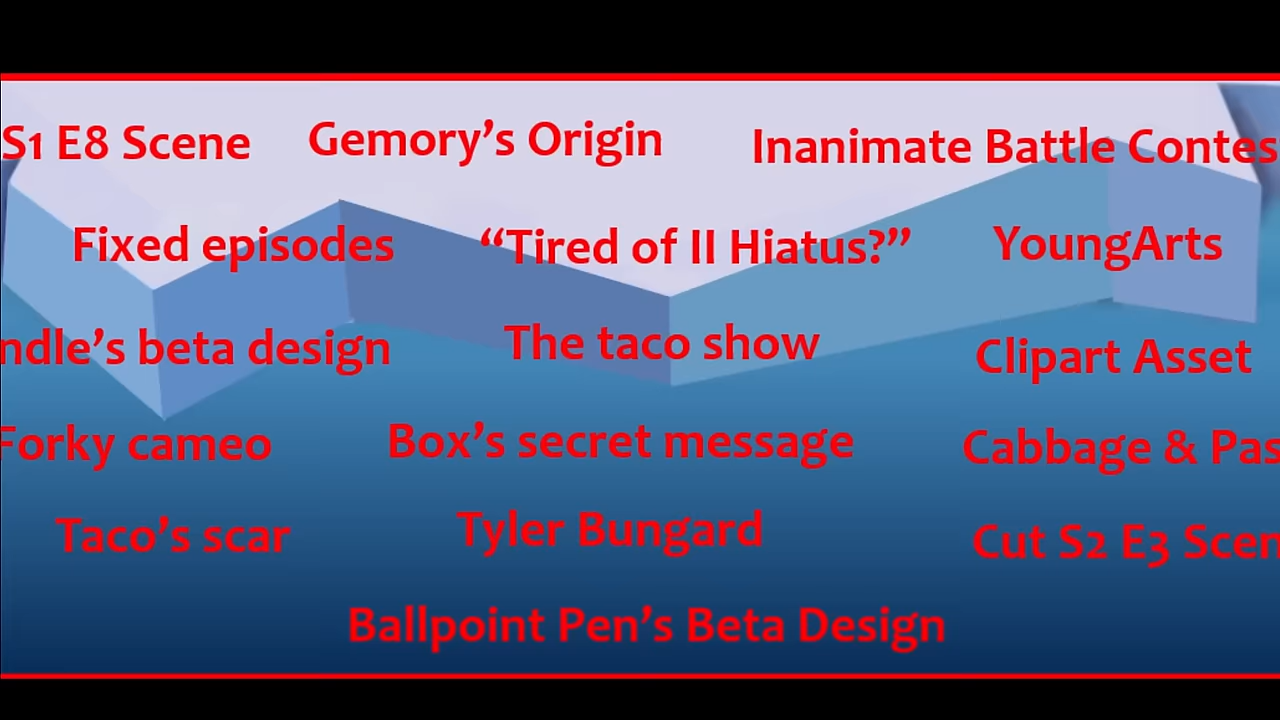 S1 E8 Scene Gemory's Origin Inanimate Battle Contes
Fixed episodes “Tired of II Hiatus?” YoungArts
ndle's beta design The taco show Clipart Asset
Forky cameo Box's secret message Cabbage & Pas
Taco's scar Tyler Bungard Cut S2 E3 Scen
Ballpoint Pen's Beta Design